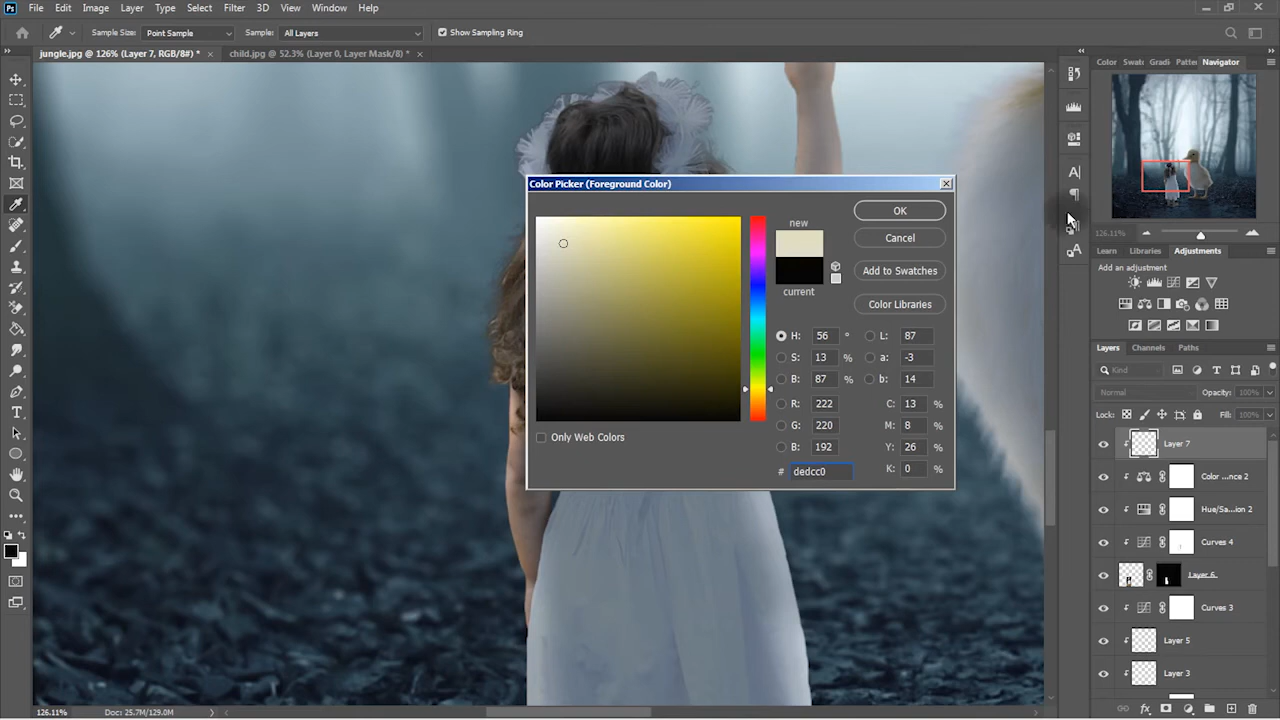 Ps File Edit Image Layer Type Select Filter 3D View Window Help
Sample Size: Point Sample Sample: All Layers Show Sampling Ring
jungle.jpg @ 126% (Layer 7, RGB/8#) * × child.jpg @ 52.3% (Layer 0, Layer Mask/8) * ×
Color Swatc Gradi Patte Navigator
126.11%
Learn Libraries Adjustments
Add an adjustment
Layers Channels Paths
Kind
Normal Opacity: 100%
Lock: Fill: 100%
Layer 7
Color ...nce 2
Hue/Sa...ion 2
Curves 4
Layer 6
Curves 3
Layer 5
Layer 3
Color Picker (Foreground Color)
new
current
OK
Cancel
Add to Swatches
Color Libraries
H: 56 ° L: 87
S: 13 % a: -3
B: 87 % b: 14
R: 222 C: 13 %
G: 220 M: 8 %
B: 192 Y: 26 %
# dedcc0 K: 0 %
Only Web Colors
126.11% Doc: 25.7M/129.0M